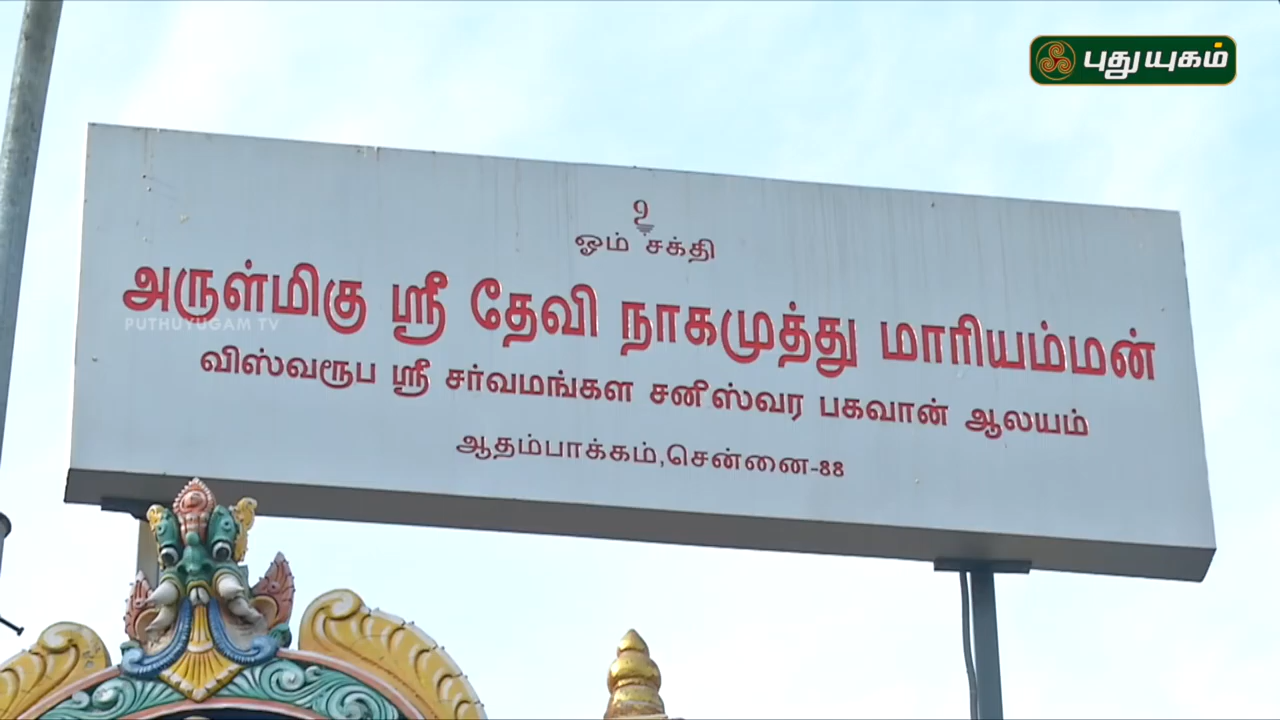 புதுயுகம்
உ
ஓம் சக்தி
அருள்மிகு ஸ்ரீ தேவி நாகமுத்து மாரியம்மன்
PUTHUYUGAM TV
விஸ்வரூப ஸ்ரீ சர்வமங்கள சனிஸ்வர பகவான் ஆலயம்
ஆதம்பாக்கம்,சென்னை-88